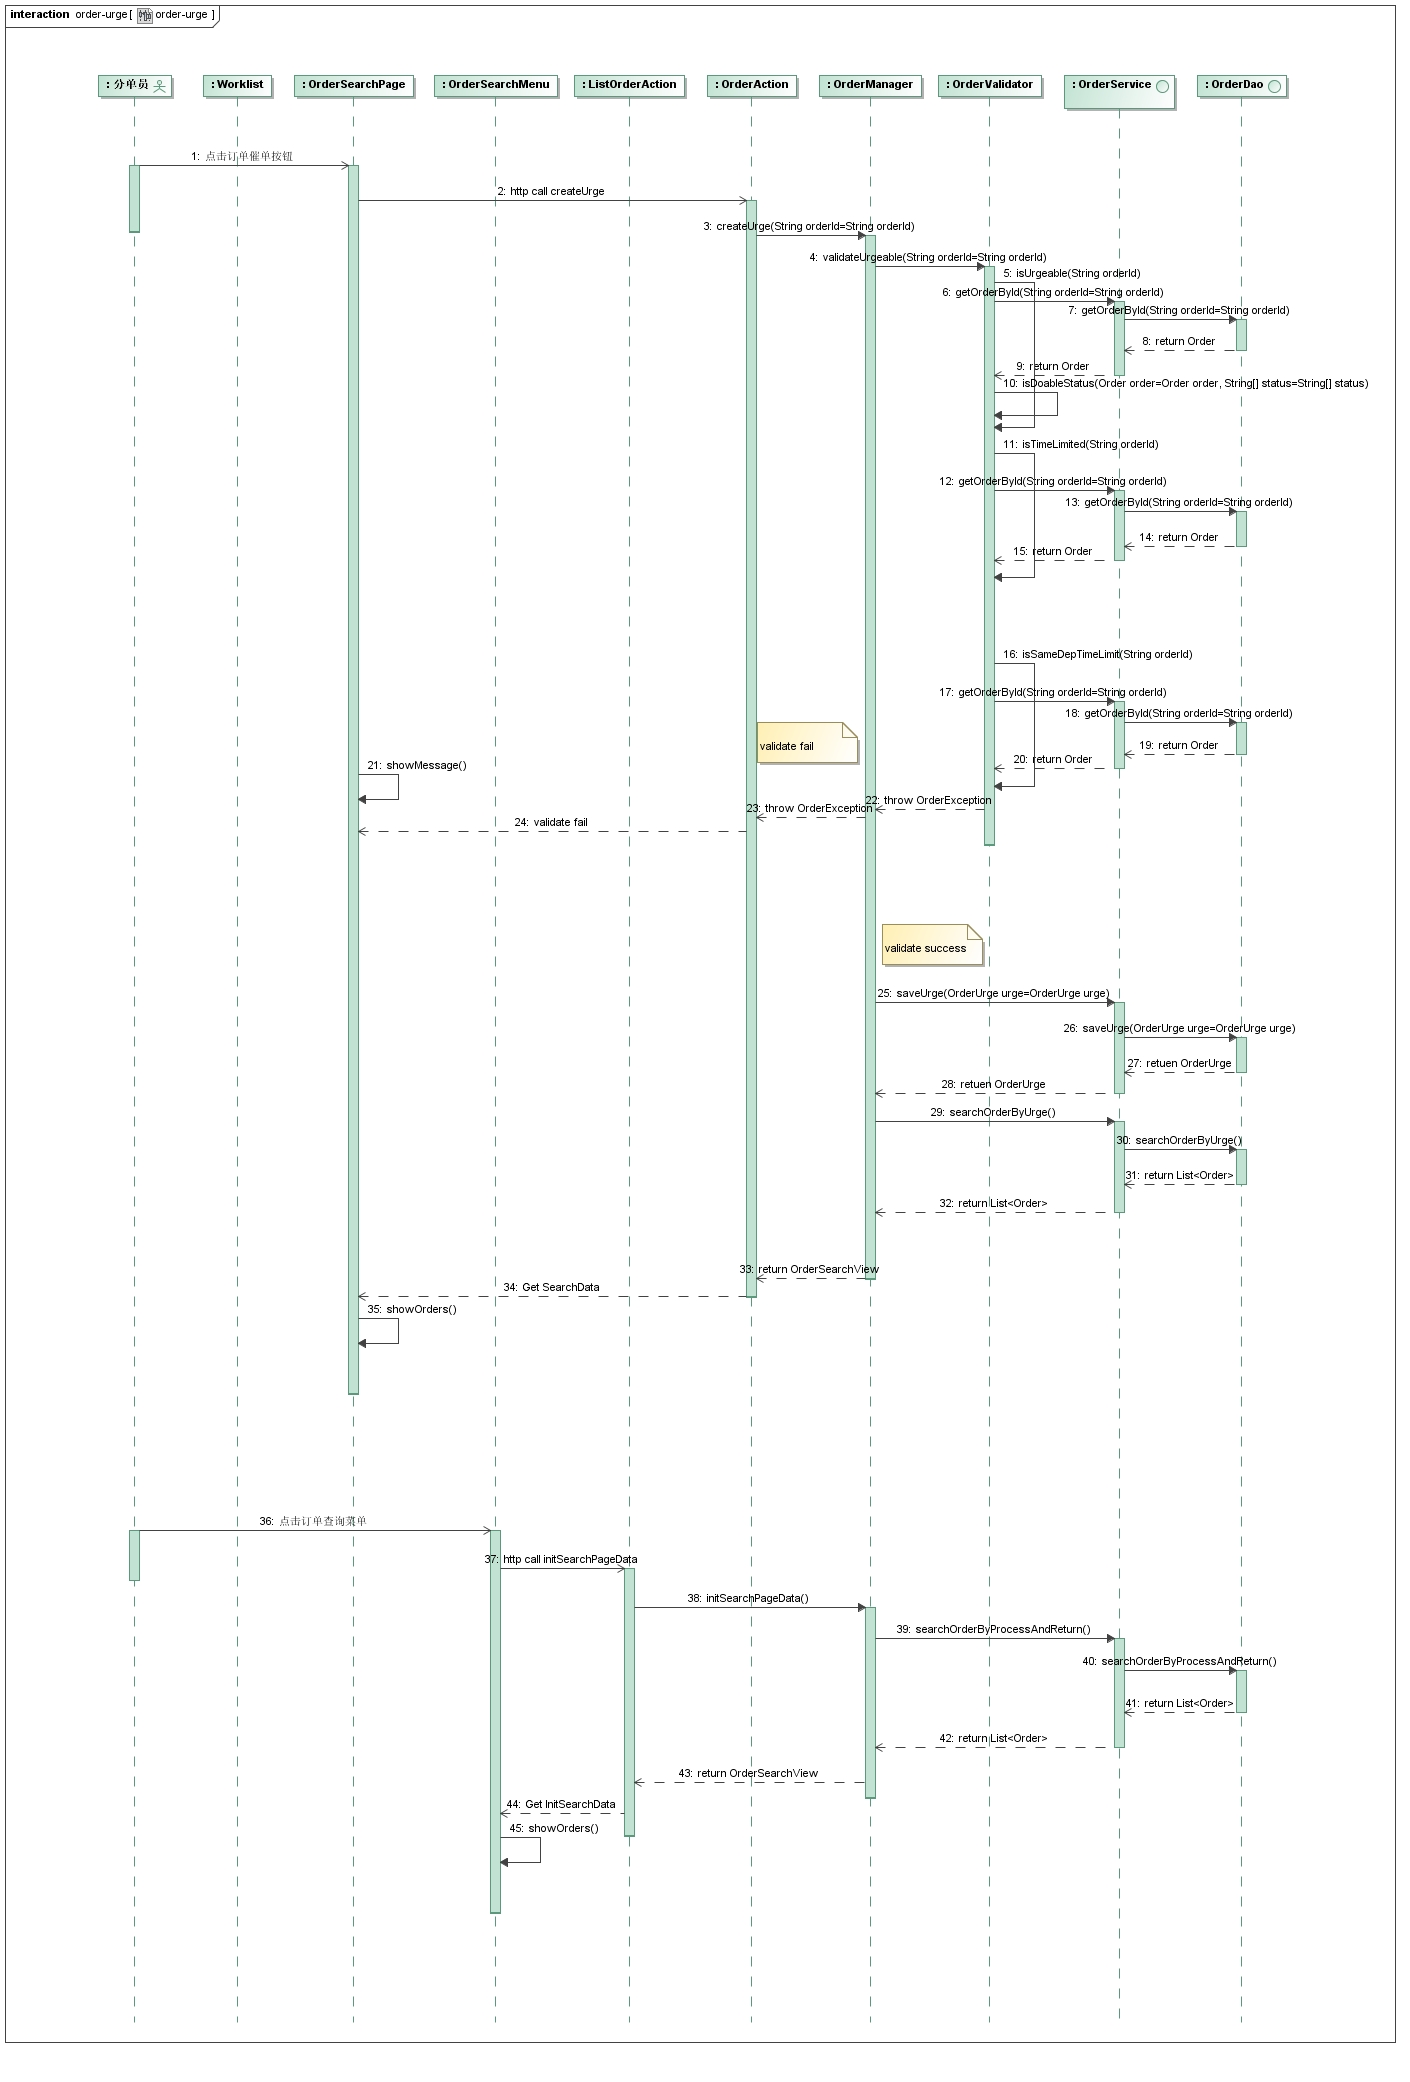 interaction order-urge[ order-urge ]
: 分单员
: Worklist
: OrderSearchPage
: OrderSearchMenu
: ListOrderAction
: OrderAction
: OrderManager
: OrderValidator
: OrderService
: OrderDao
1: 点击订单催单按钮
2: http call createUrge
3: createUrge(String orderId=String orderId)
4: validateUrgeable(String orderId=String orderId)
5: isUrgeable(String orderId)
6: getOrderById(String orderId=String orderId)
7: getOrderById(String orderId=String orderId)
8: return Order
9: return Order
10: isDoableStatus(Order order=Order order, String[] status=String[] status)
11: isTimeLimited(String orderId)
12: getOrderById(String orderId=String orderId)
13: getOrderById(String orderId=String orderId)
14: return Order
15: return Order
16: isSameDepTimeLimit(String orderId)
17: getOrderById(String orderId=String orderId)
18: getOrderById(String orderId=String orderId)
validate fail
19: return Order
20: return Order
21: showMessage()
22: throw OrderException
23: throw OrderException
24: validate fail
validate success
25: saveUrge(OrderUrge urge=OrderUrge urge)
26: saveUrge(OrderUrge urge=OrderUrge urge)
27: retuen OrderUrge
28: retuen OrderUrge
29: searchOrderByUrge()
30: searchOrderByUrge()
31: return List<Order>
32: return List<Order>
33: return OrderSearchView
34: Get SearchData
35: showOrders()
36: 点击订单查询菜单
37: http call initSearchPageData
38: initSearchPageData()
39: searchOrderByProcessAndReturn()
40: searchOrderByProcessAndReturn()
41: return List<Order>
42: return List<Order>
43: return OrderSearchView
44: Get InitSearchData
45: showOrders()